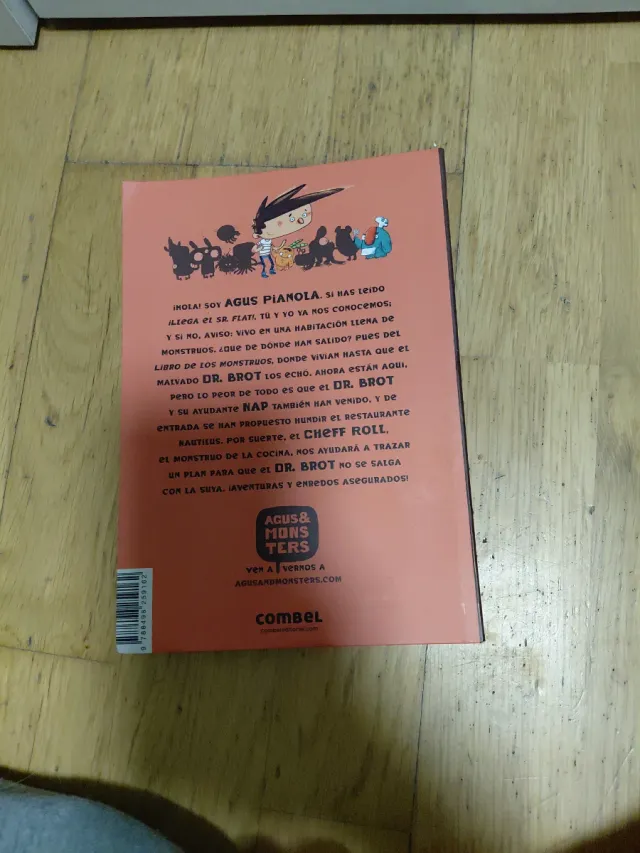 ¡HOLA! SOY AGUS PIANOLA. SI HAS LEÍDO
¡LLEGA EL SR. FLAT!, TÚ Y YO YA NOS CONOCEMOS;
Y SI NO, AVISO: VIVO EN UNA HABITACIÓN LLENA DE
MONSTRUOS. ¿QUE DE DÓNDE HAN SALIDO? PUES DEL
LIBRO DE LOS MONSTRUOS, DONDE VIVÍAN HASTA QUE EL
MALVADO DR. BROT LOS ECHÓ. AHORA ESTÁN AQUÍ,
PERO LO PEOR DE TODO ES QUE EL DR. BROT
Y SU AYUDANTE NAP TAMBIÉN HAN VENIDO, Y DE
ENTRADA SE HAN PROPUESTO HUNDIR EL RESTAURANTE
NAUTILUS. POR SUERTE, EL CHEFF ROLL,
EL MONSTRUO DE LA COCINA, NOS AYUDARÁ A TRAZAR
UN PLAN PARA QUE EL DR. BROT NO SE SALGA
CON LA SUYA. ¡AVENTURAS Y ENREDOS ASEGURADOS!
AGUS&
MONS
TERS
VEN A VERNOS A
AGUSANDMONSTERS.COM
COMBEL
combeleditorial.com
9 788498 259162